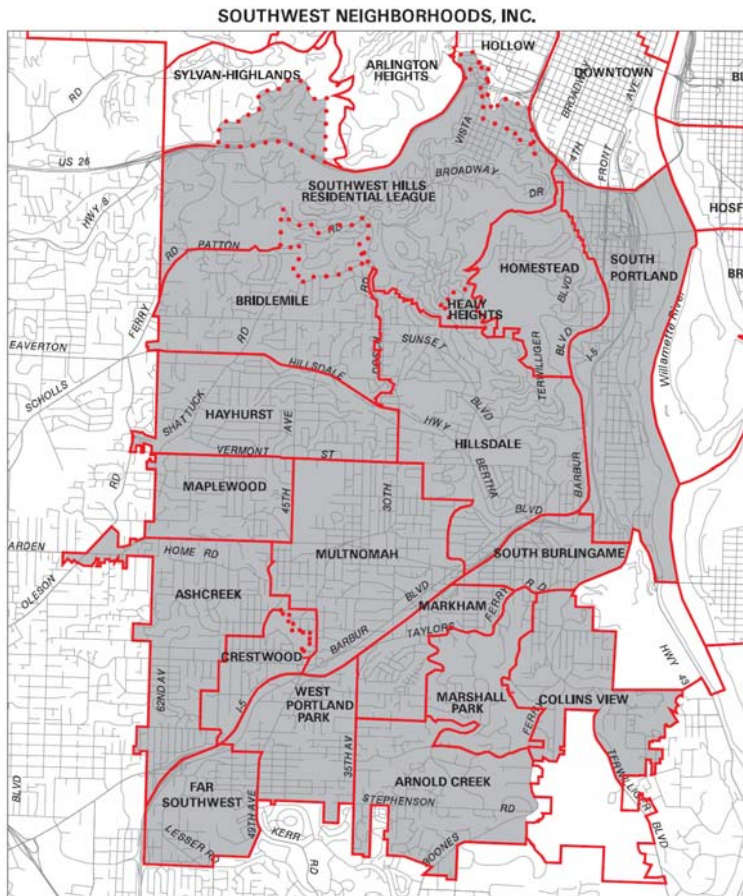 SOUTHWEST NEIGHBORHOODS, INC.
HOLLOW
ARLINGTON
HEIGHTS
SYLVAN-HIGHLANDS
DOWNTOWN
BROADWAY
AVE
RD
4TH
FRONT
VISTA
US 26
BROADWAY
DR
HWY 8
SOUTHWEST HILLS
RESIDENTIAL LEAGUE
HOSF
RD
PATTON
RD
SOUTH
PORTLAND
HOMESTEAD
BR
BRIDLEMILE
RD
HEALY
HEIGHTS
BLVD
FERRY
RD
SUNSET
DOSCH
TERWILLIGER
BLVD
I-5
Willamette River
EAVERTON
SCHOLLS
HILLSDALE
HWY
BLVD
SHATTUCK
HAYHURST
AVE
HILLSDALE
VERMONT
ST
BERTHA
BARBUR
MAPLEWOOD
45TH
30TH
RD
BLVD
ARDEN
HOME RD
MULTNOMAH
SOUTH BURLINGAME
OLESON
ASHCREEK
BLVD
MARKHAM
FERRY
RD
BARBUR
TAYLORS
CRESTWOOD
HWY
43
62ND AV
I-5
WEST
PORTLAND
PARK
MARSHALL
PARK
COLLINS VIEW
FERRY
35TH AV
TERWILLIGER
BLVD
BLVD
FAR
SOUTHWEST
ARNOLD CREEK
STEPHENSON
RD
49TH AVE
LESSER RD
KERR
RD
BOONES